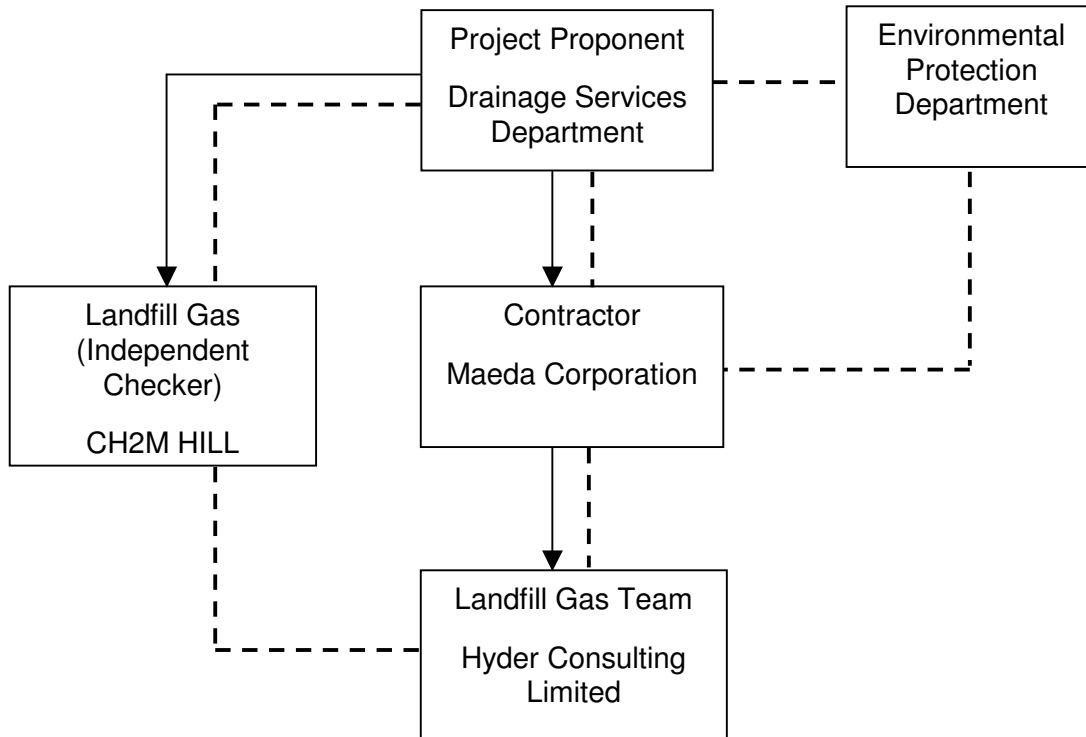 Project Proponent
Drainage Services
Department
Environmental
Protection
Department
Landfill Gas
(Independent
Checker)
CH2M HILL
Contractor
Maeda Corporation
Landfill Gas Team
Hyder Consulting
Limited